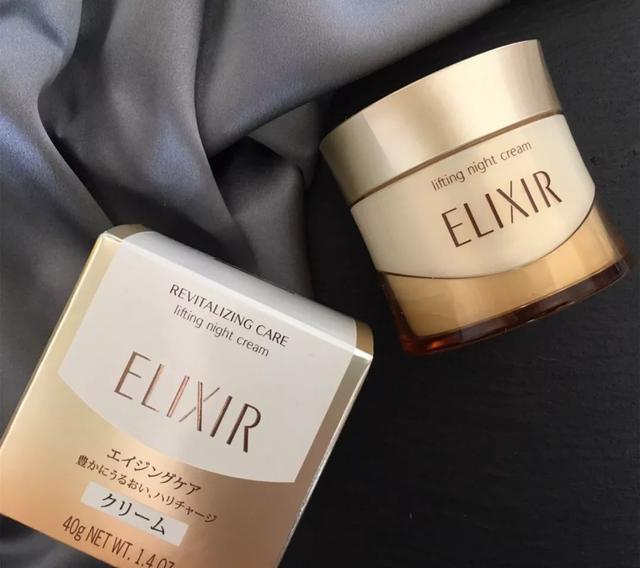 lifting night cream
ELIXIR
REVITALIZING CARE
lifting night cream
ELIXIR
エイジングケア
豊かにうるおい、ハリチャージ
クリーム
40g NET WT. 1.4 OZ